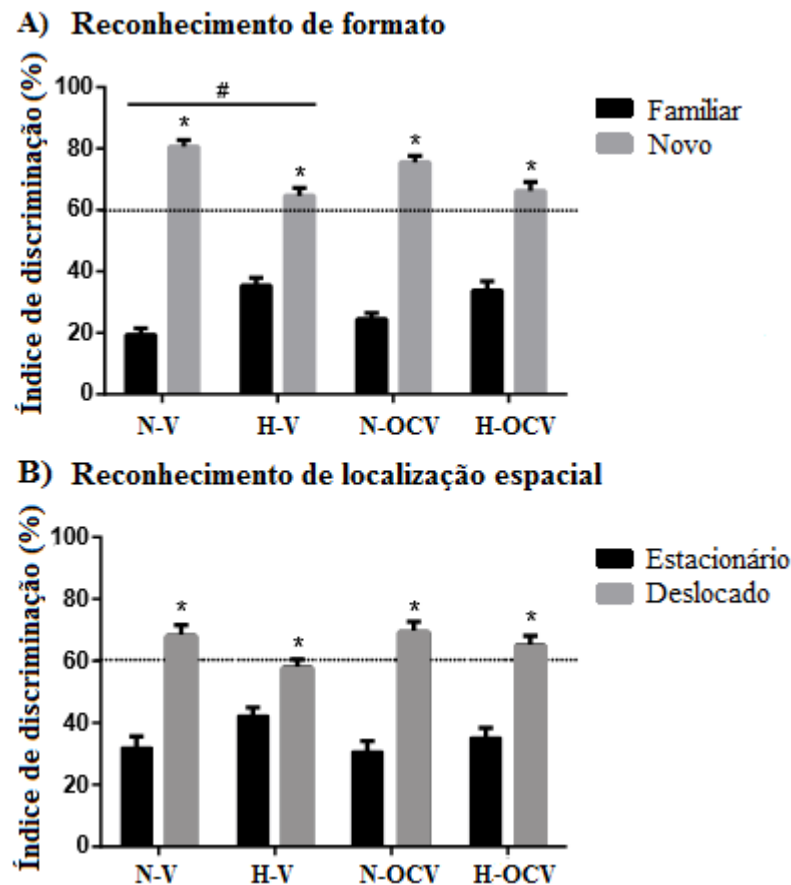 A) Reconhecimento de formato
Índice de discriminação (%)
100
80
60
40
20
0
#
*
*
*
*
N-V H-V N-OCV H-OCV
Familiar
Novo
B) Reconhecimento de localização espacial
Índice de discriminação (%)
100
80
60
40
20
0
*
*
*
*
N-V H-V N-OCV H-OCV
Estacionário
Deslocado